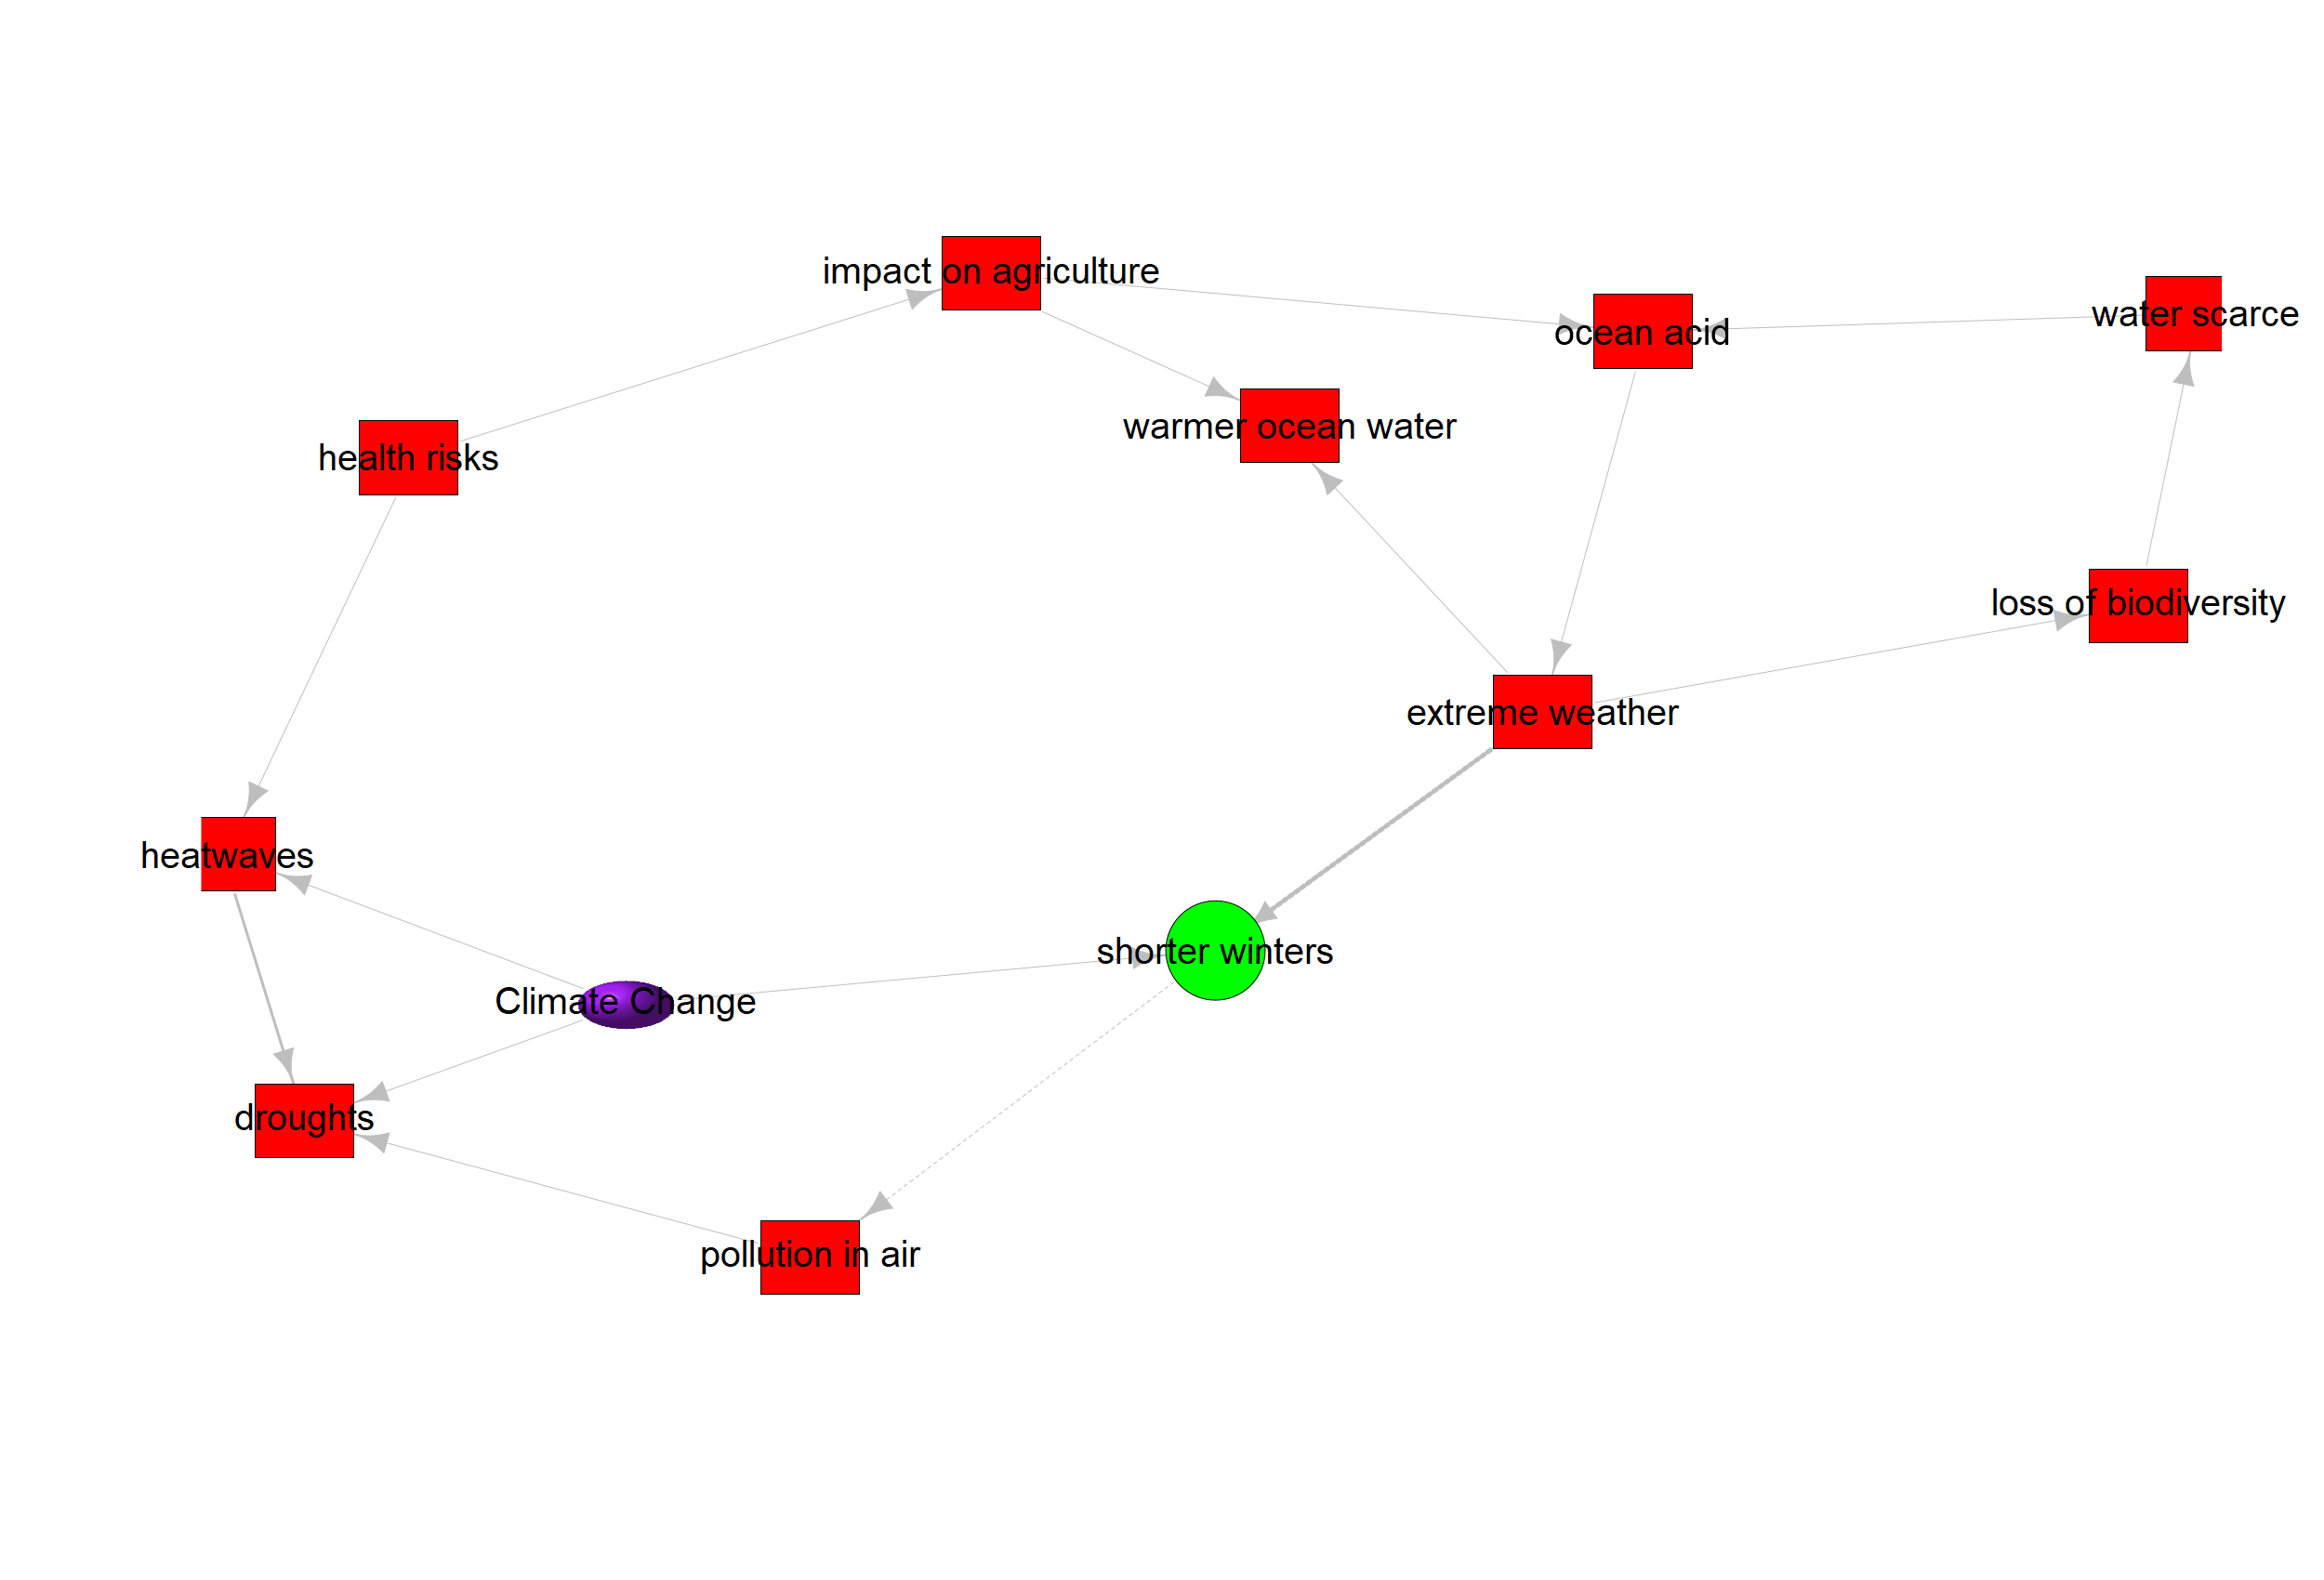 impact on agriculture
water scarce
ocean acid
warmer ocean water
health risks
loss of biodiversity
extreme weather
heatwaves
shorter winters
Climate Change
droughts
pollution in air